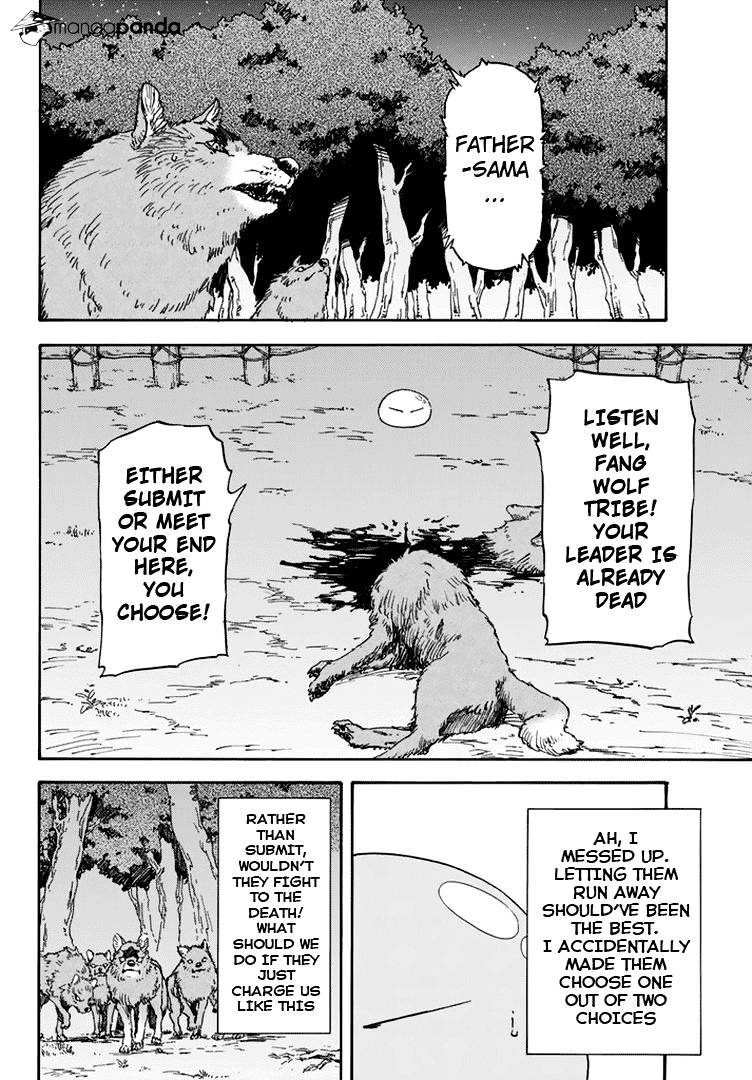 mangapanda
FATHER
-SAMA
...
LISTEN
WELL,
FANG
WOLF
TRIBE!
YOUR
LEADER IS
ALREADY
DEAD
EITHER
SUBMIT
OR MEET
YOUR END
HERE,
YOU
CHOOSE!
AH, I
MESSED UP.
LETTING THEM
RUN AWAY
SHOULD'VE BEEN
THE BEST.
I ACCIDENTALLY
MADE THEM
CHOOSE ONE
OUT OF TWO
CHOICES
RATHER
THAN
SUBMIT,
WOULDN'T
THEY FIGHT
TO THE
DEATH!
WHAT
SHOULD WE
DO IF THEY
JUST
CHARGE US
LIKE THIS